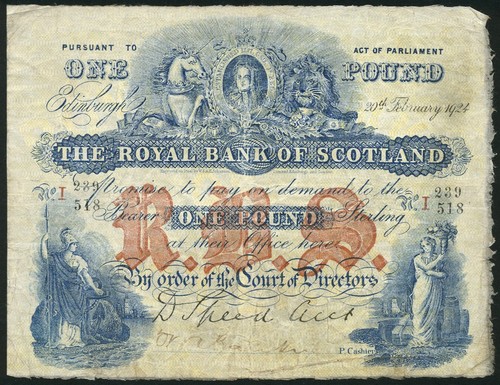 PURSUANT TO ACT OF PARLIAMENT
ONE POUND
Edinburgh 20th February 1924
THE ROYAL BANK OF SCOTLAND
No. I 239 518 Promise to pay on demand to the No. I 239 518
Bearer ONE POUND Sterling
R.B.S.
at their Office here
By order of the Court of Directors
D Speed Acct
P. Cashier